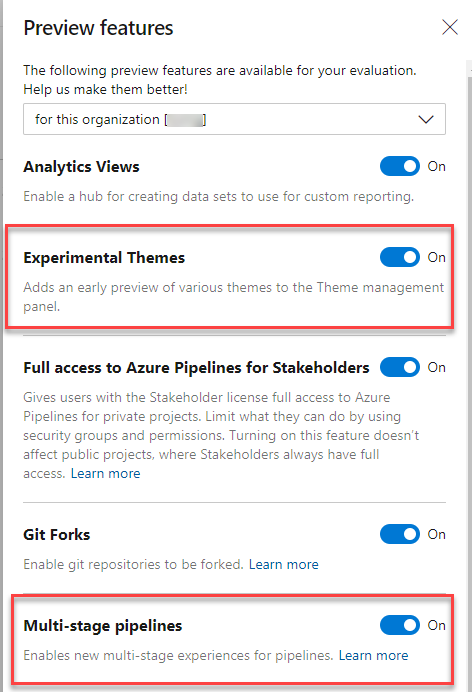 Preview features
The following preview features are available for your evaluation.
Help us make them better!
for this organization [ ]
Analytics Views
On
Enable a hub for creating data sets to use for custom reporting.
Experimental Themes
On
Adds an early preview of various themes to the Theme management
panel.
Full access to Azure Pipelines for Stakeholders
On
Gives users with the Stakeholder license full access to Azure
Pipelines for private projects. Limit what they can do by using
security groups and permissions. Turning on this feature doesn't
affect public projects, where Stakeholders always have full
access. Learn more
Git Forks
On
Enable git repositories to be forked. Learn more
Multi-stage pipelines
On
Enables new multi-stage experiences for pipelines. Learn more